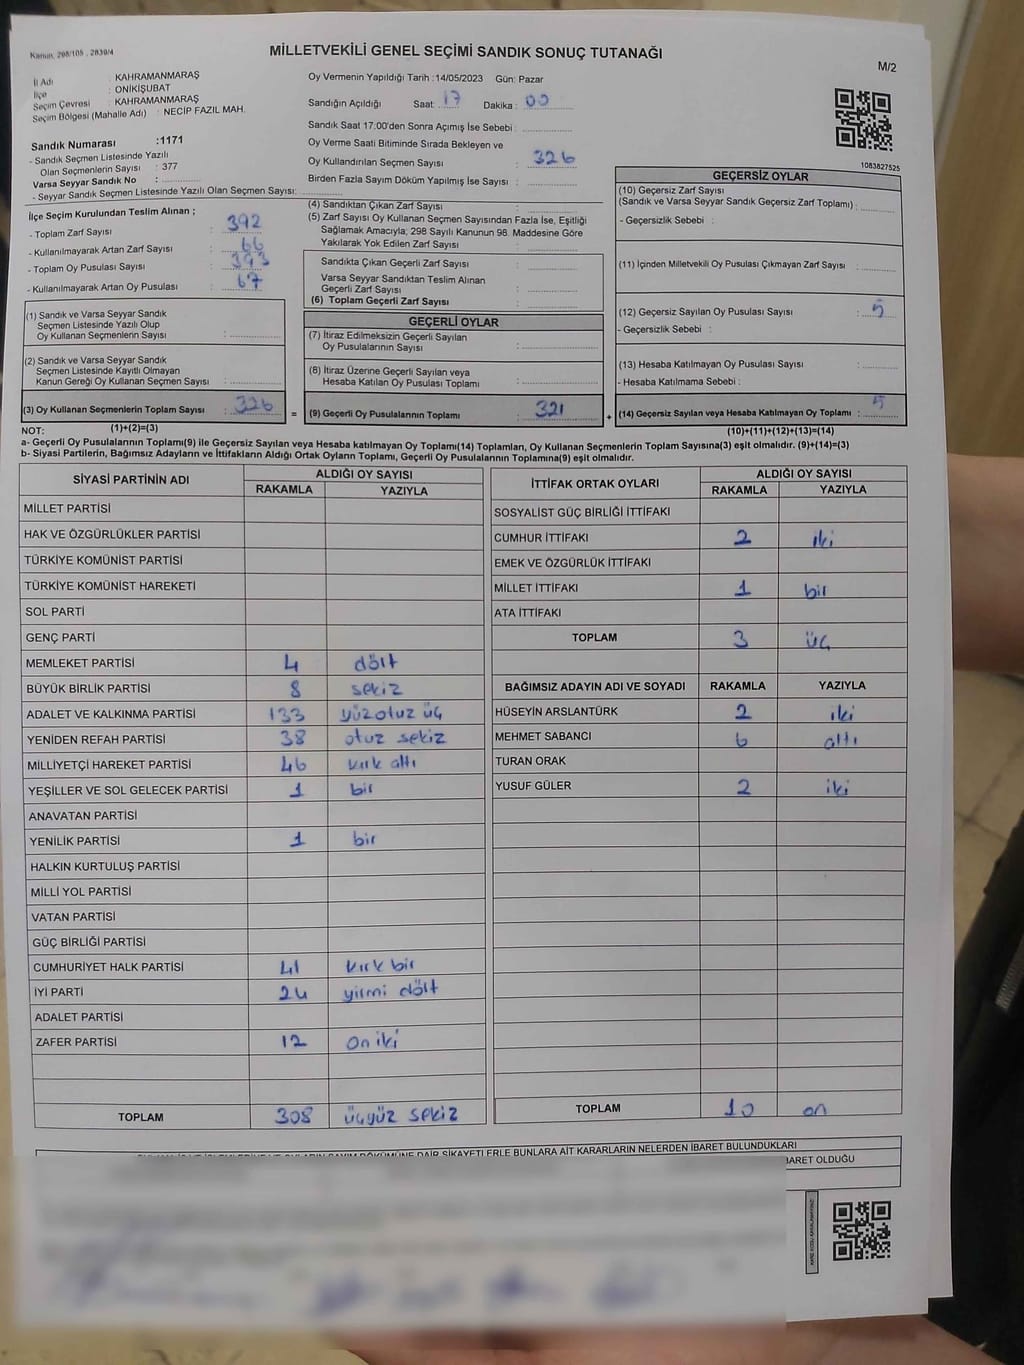 Kanun, 298/105 , 2839/4
MİLLETVEKİLİ GENEL SEÇİMİ SANDIK SONUÇ TUTANAĞI
M/2
İl Adı : KAHRAMANMARAŞ
İlçe : ONİKİŞUBAT
Seçim Çevresi : KAHRAMANMARAŞ
Seçim Bölgesi (Mahalle Adı) : NECİP FAZIL MAH.
Oy Vermenin Yapıldığı Tarih :14/05/2023 Gün: Pazar
Sandığın Açıldığı Saat: 17 Dakika : 00
Sandık Saat 17:00'den Sonra Açımış İse Sebebi :
Oy Verme Saati Bitiminde Sırada Bekleyen ve
Oy Kullandırılan Seçmen Sayısı : 326
Birden Fazla Sayım Döküm Yapılmış İse Sayısı :
Sandık Numarası :1171
- Sandık Seçmen Listesinde Yazılı
Olan Seçmenlerin Sayısı : 377
Varsa Seyyar Sandık No :
- Seyyar Sandık Seçmen Listesinde Yazılı Olan Seçmen Sayısı:
1083827525
İlçe Seçim Kurulundan Teslim Alınan ;
- Toplam Zarf Sayısı : 392
- Kullanılmayarak Artan Zarf Sayısı : 66
- Toplam Oy Pusulası Sayısı : 393
- Kullanılmayarak Artan Oy Pusulası : 67
(4) Sandıktan Çıkan Zarf Sayısı :
(5) Zarf Sayısı Oy Kullanan Seçmen Sayısından Fazla İse, Eşitliği
Sağlamak Amacıyla; 298 Sayılı Kanunun 98. Maddesine Göre
Yakılarak Yok Edilen Zarf Sayısı :
Sandıkta Çıkan Geçerli Zarf Sayısı :
Varsa Seyyar Sandıktan Teslim Alınan
Geçerli Zarf Sayısı :
(6) Toplam Geçerli Zarf Sayısı :
GEÇERSİZ OYLAR
(10) Geçersiz Zarf Sayısı
(Sandık ve Varsa Seyyar Sandık Geçersiz Zarf Toplamı) :
- Geçersizlik Sebebi :
(11) İçinden Milletvekili Oy Pusulası Çıkmayan Zarf Sayısı :
(12) Geçersiz Sayılan Oy Pusulası Sayısı : 5
- Geçersizlik Sebebi :
(13) Hesaba Katılmayan Oy Pusulası Sayısı :
- Hesaba Katılmama Sebebi :
(14) Geçersiz Sayılan veya Hesaba Katılmayan Oy Toplamı : 5
(10)+(11)+(12)+(13)=(14)
(1) Sandık ve Varsa Seyyar Sandık
Seçmen Listesinde Yazılı Olup
Oy Kullanan Seçmenlerin Sayısı :
(2) Sandık ve Varsa Seyyar Sandık
Seçmen Listesinde Kayıtlı Olmayan
Kanun Gereği Oy Kullanan Seçmen Sayısı :
(3) Oy Kullanan Seçmenlerin Toplam Sayısı : 326 =
GEÇERLİ OYLAR
(7) İtiraz Edilmeksizin Geçerli Sayılan
Oy Pusulalarının Sayısı :
(8) İtiraz Üzerine Geçerli Sayılan veya
Hesaba Katılan Oy Pusulası Toplamı :
(9) Geçerli Oy Pusulalarının Toplamı : 321 +
NOT: (1)+(2)=(3)
a- Geçerli Oy Pusulalarının Toplamı(9) ile Geçersiz Sayılan veya Hesaba katılmayan Oy Toplamı(14) Toplamları, Oy Kullanan Seçmenlerin Toplam Sayısına(3) eşit olmalıdır. (9)+(14)=(3)
b- Siyasi Partilerin, Bağımsız Adayların ve İttifakların Aldığı Ortak Oyların Toplamı, Geçerli Oy Pusulalarının Toplamına(9) eşit olmalıdır.
SİYASİ PARTİNİN ADI ALDIĞI OY SAYISI
RAKAMLA YAZIYLA
MİLLET PARTİSİ
HAK VE ÖZGÜRLÜKLER PARTİSİ
TÜRKİYE KOMÜNİST PARTİSİ
TÜRKİYE KOMÜNİST HAREKETİ
SOL PARTİ
GENÇ PARTİ
MEMLEKET PARTİSİ 4 dölt
BÜYÜK BİRLİK PARTİSİ 8 sekiz
ADALET VE KALKINMA PARTİSİ 133 yüzotuz üç
YENİDEN REFAH PARTİSİ 38 otuz sekiz
MİLLİYETÇİ HAREKET PARTİSİ 46 kırk altı
YEŞİLLER VE SOL GELECEK PARTİSİ 1 bir
ANAVATAN PARTİSİ
YENİLİK PARTİSİ 1 bir
HALKIN KURTULUŞ PARTİSİ
MİLLİ YOL PARTİSİ
VATAN PARTİSİ
GÜÇ BİRLİĞİ PARTİSİ
CUMHURİYET HALK PARTİSİ 41 kırk bir
İYİ PARTİ 24 yirmi dölt
ADALET PARTİSİ
ZAFER PARTİSİ 12 on iki
TOPLAM 308 üçyüz sekiz
İTTİFAK ORTAK OYLARI ALDIĞI OY SAYISI
RAKAMLA YAZIYLA
SOSYALİST GÜÇ BİRLİĞİ İTTİFAKI
CUMHUR İTTİFAKI 2 iki
EMEK VE ÖZGÜRLÜK İTTİFAKI
MİLLET İTTİFAKI 1 bir
ATA İTTİFAKI
TOPLAM 3 üç
BAĞIMSIZ ADAYIN ADI VE SOYADI RAKAMLA YAZIYLA
HÜSEYİN ARSLANTÜRK 2 iki
MEHMET SABANCI 6 altı
TURAN ORAK
YUSUF GÜLER 2 iki
TOPLAM 10 on
DAİR ŞİKAYETLERLE BUNLARA AİT KARARLARIN NELERDEN İBARET BULUNDUKLARI
BARET OLDUĞU